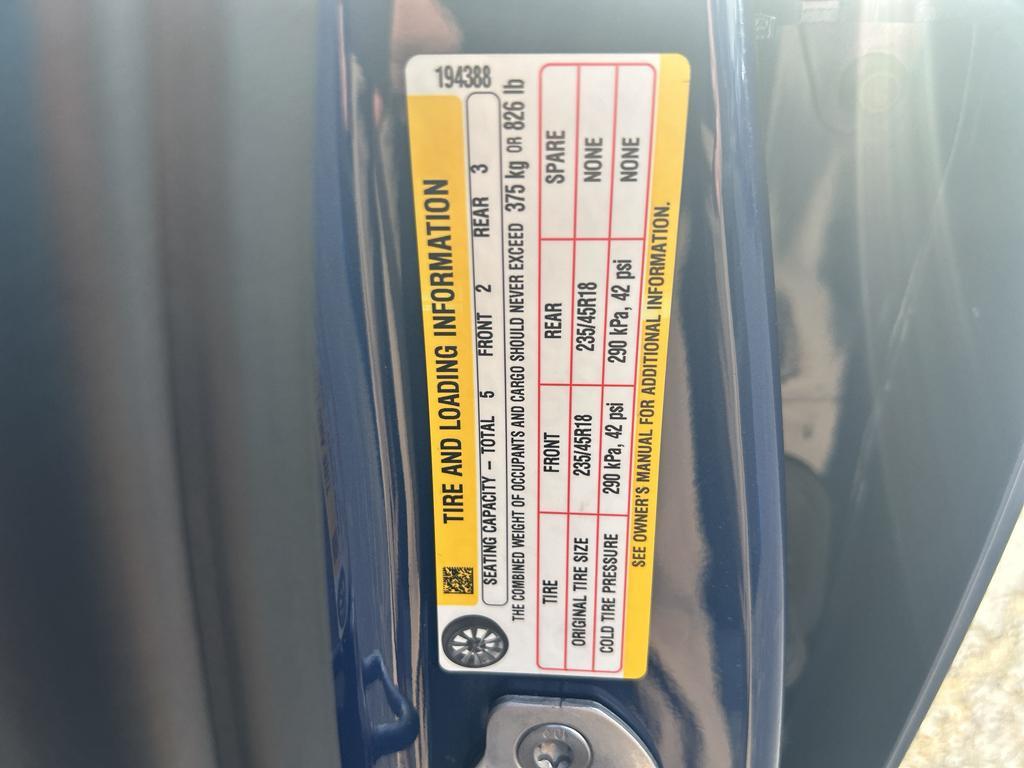 194388
TIRE AND LOADING INFORMATION
SEATING CAPACITY – TOTAL 5 FRONT 2 REAR 3
THE COMBINED WEIGHT OF OCCUPANTS AND CARGO SHOULD NEVER EXCEED 375 kg OR 826 lb
TIRE FRONT REAR SPARE
ORIGINAL TIRE SIZE 235/45R18 235/45R18 NONE
COLD TIRE PRESSURE 290 kPa, 42 psi 290 kPa, 42 psi NONE
SEE OWNER'S MANUAL FOR ADDITIONAL INFORMATION.